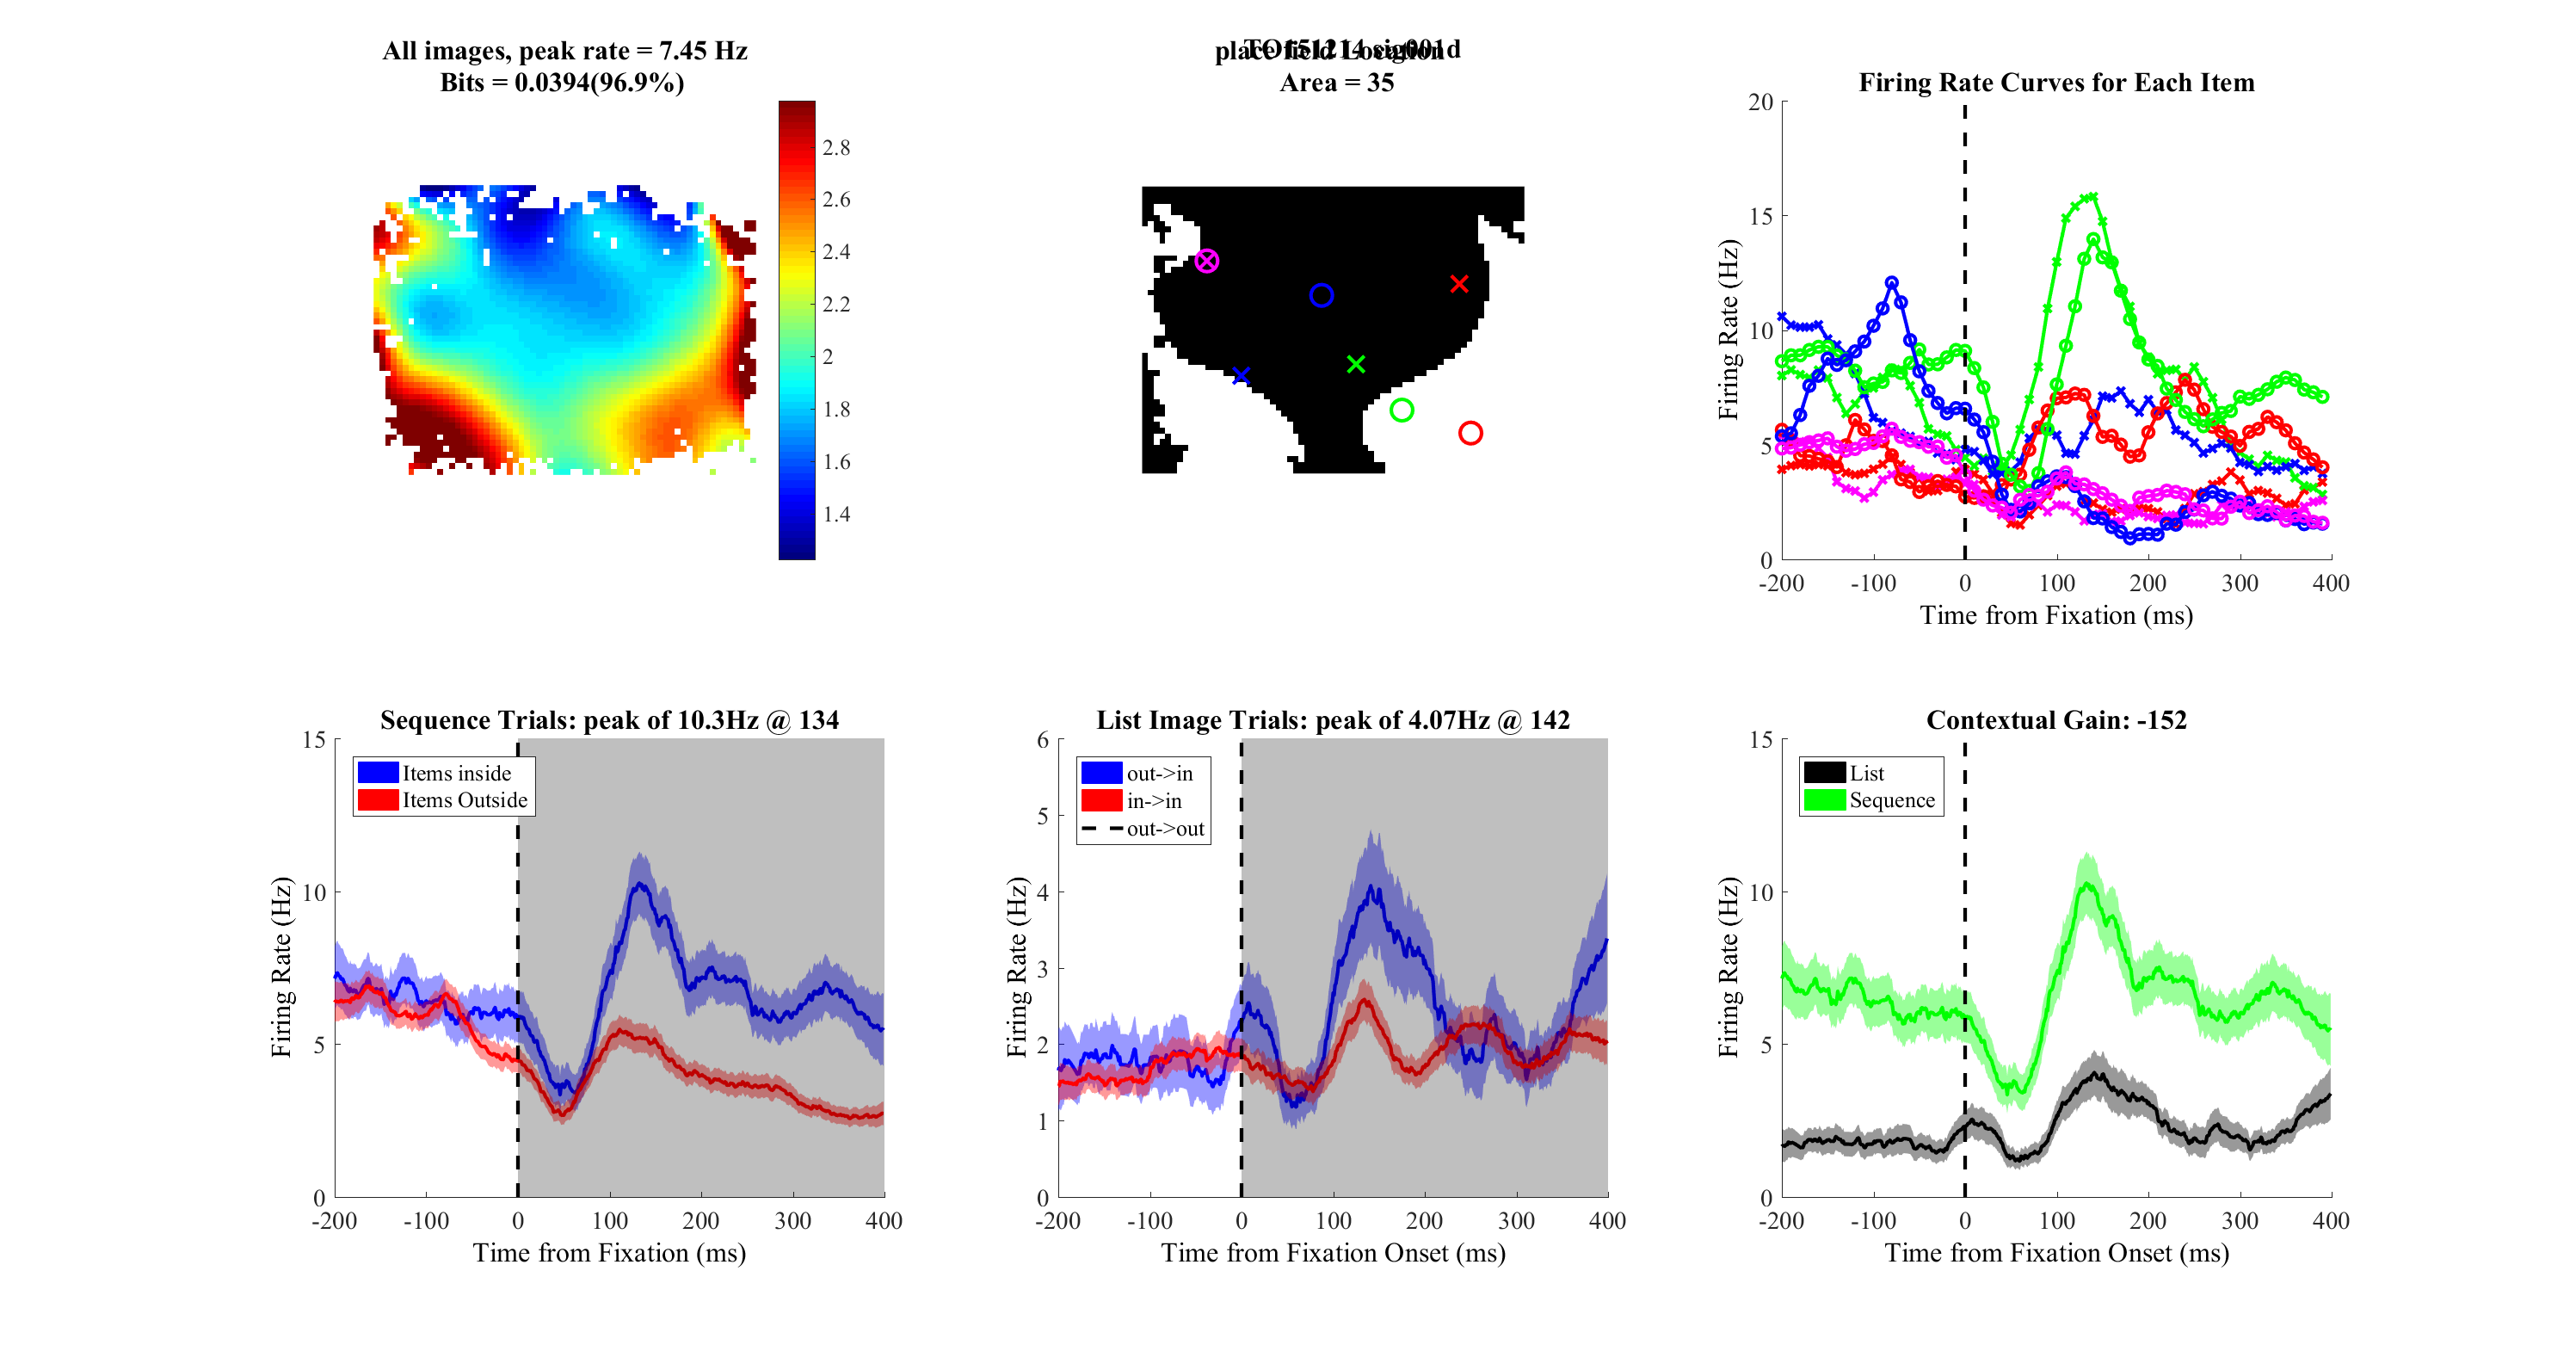 All images, peak rate = 7.45 Hz
Bits = 0.0394(96.9%)
2.8
2.6
2.4
2.2
2
1.8
1.6
1.4
place field Location
TO151214 sig001d
Area = 35
Firing Rate Curves for Each Item
20
15
10
5
0
Firing Rate (Hz)
-200 -100 0 100 200 300 400
Time from Fixation (ms)
Sequence Trials: peak of 10.3Hz @ 134
15
10
5
0
Firing Rate (Hz)
Items inside
Items Outside
-200 -100 0 100 200 300 400
Time from Fixation (ms)
List Image Trials: peak of 4.07Hz @ 142
6
5
4
3
2
1
0
Firing Rate (Hz)
out->in
in->in
out->out
-200 -100 0 100 200 300 400
Time from Fixation Onset (ms)
Contextual Gain: -152
15
10
5
0
Firing Rate (Hz)
List
Sequence
-200 -100 0 100 200 300 400
Time from Fixation Onset (ms)